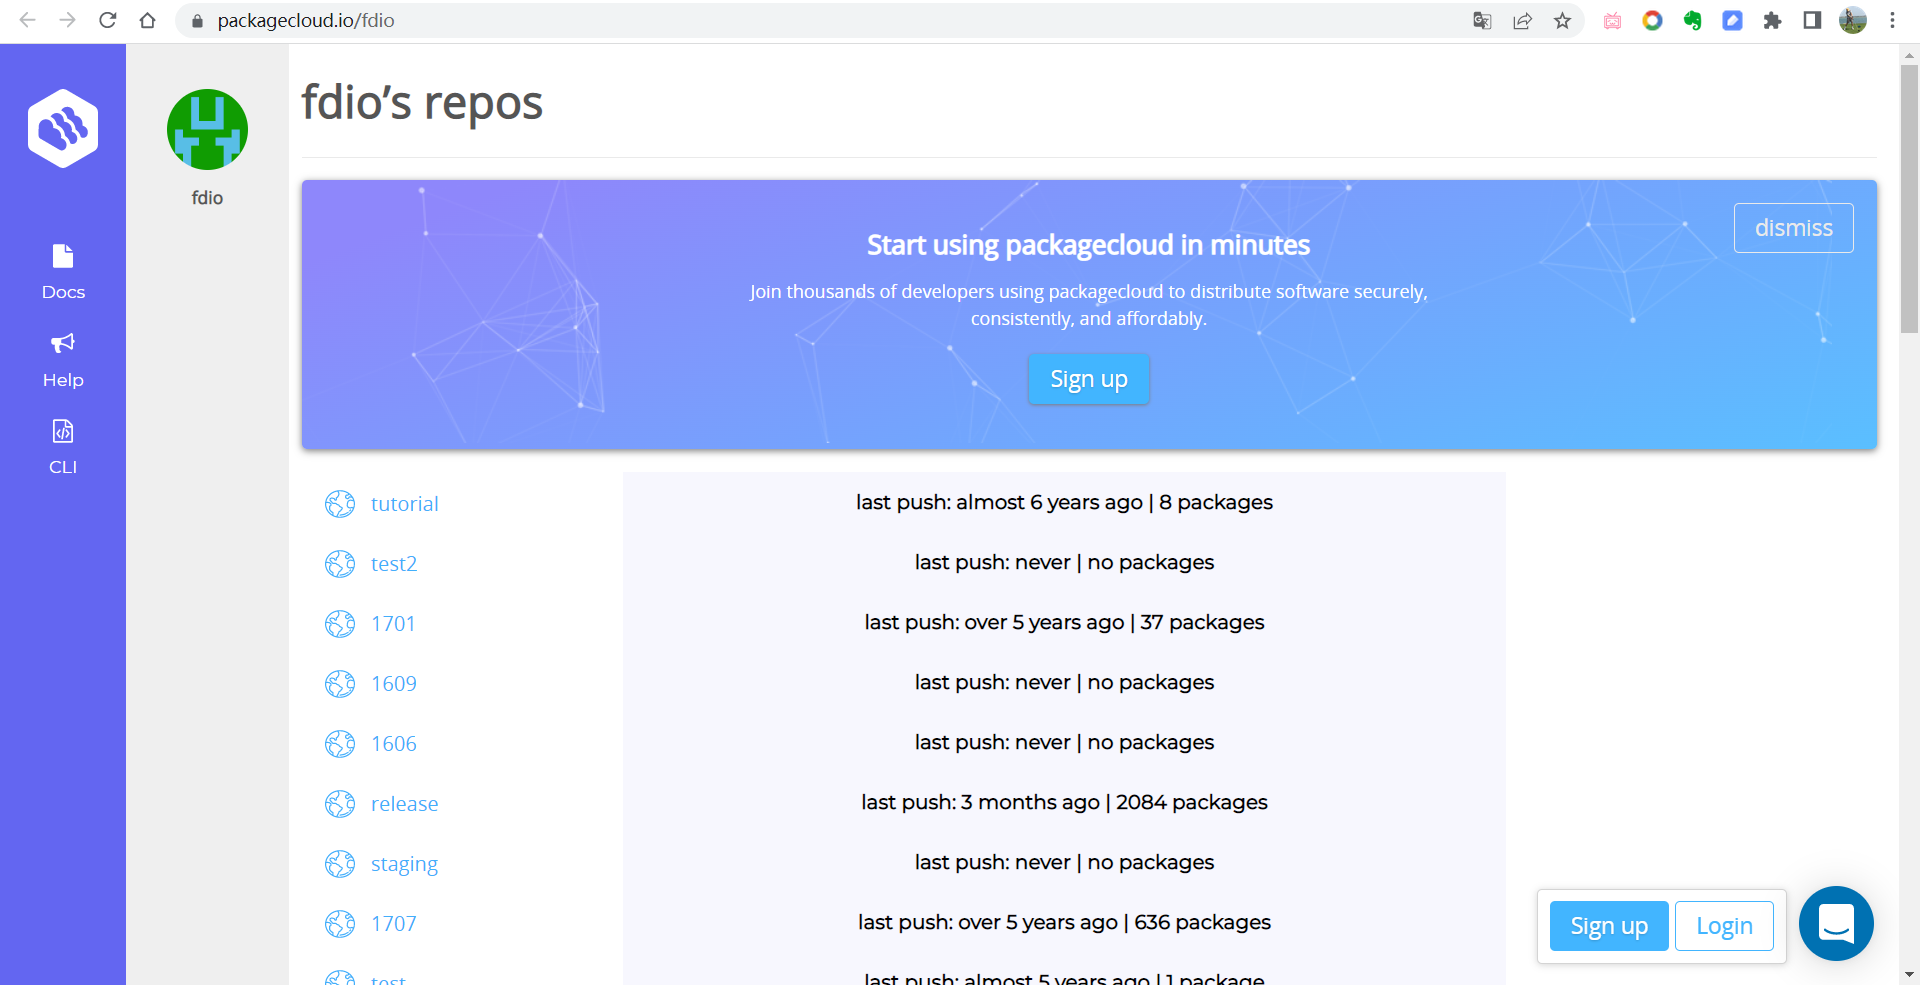 packagecloud.io/fdio
fdio's repos
fdio
Docs
Help
CLI
dismiss
Start using packagecloud in minutes
Join thousands of developers using packagecloud to distribute software securely,
consistently, and affordably.
Sign up
tutorial last push: almost 6 years ago | 8 packages
test2 last push: never | no packages
1701 last push: over 5 years ago | 37 packages
1609 last push: never | no packages
1606 last push: never | no packages
release last push: 3 months ago | 2084 packages
staging last push: never | no packages
1707 last push: over 5 years ago | 636 packages
test last push: almost 5 years ago | 1 package
Sign up Login